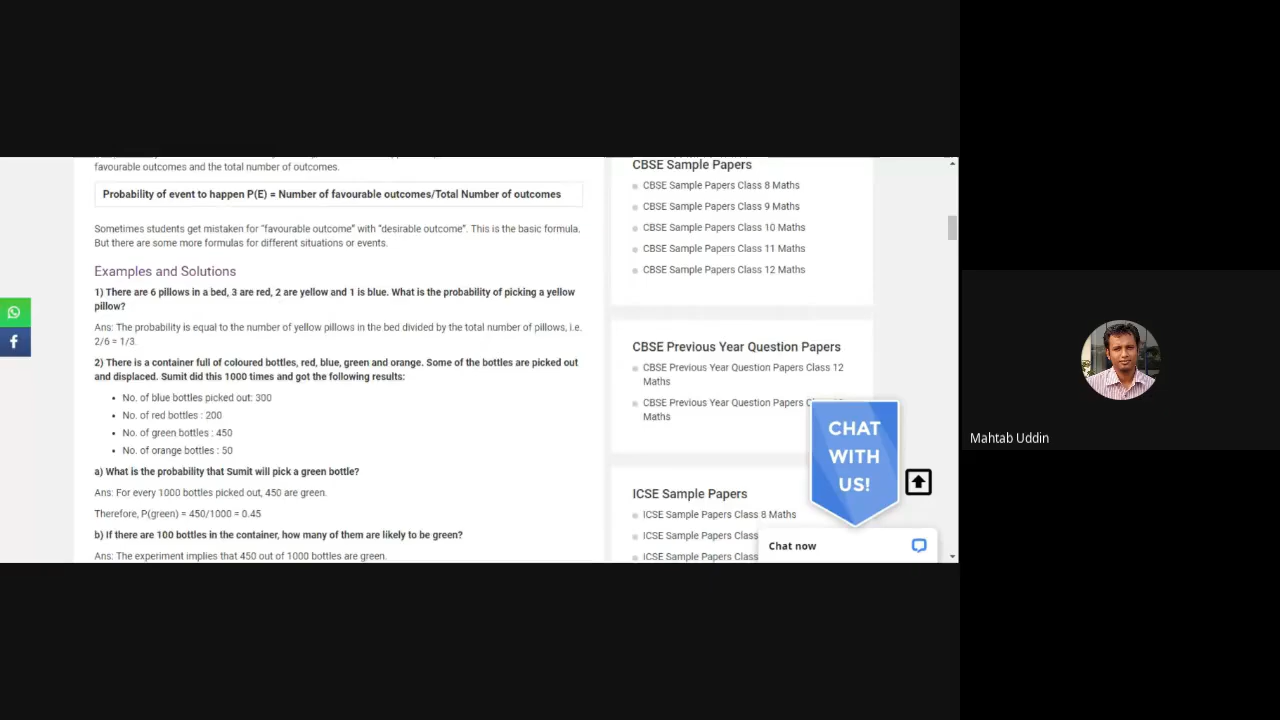 favourable outcomes and the total number of outcomes.
Probability of event to happen P(E) = Number of favourable outcomes/Total Number of outcomes
Sometimes students get mistaken for “favourable outcome” with “desirable outcome”. This is the basic formula.
But there are some more formulas for different situations or events.
Examples and Solutions
1) There are 6 pillows in a bed, 3 are red, 2 are yellow and 1 is blue. What is the probability of picking a yellow
pillow?
Ans: The probability is equal to the number of yellow pillows in the bed divided by the total number of pillows, i.e.
2/6 = 1/3.
2) There is a container full of coloured bottles, red, blue, green and orange. Some of the bottles are picked out
and displaced. Sumit did this 1000 times and got the following results:
No. of blue bottles picked out: 300
No. of red bottles : 200
No. of green bottles : 450
No. of orange bottles : 50
a) What is the probability that Sumit will pick a green bottle?
Ans: For every 1000 bottles picked out, 450 are green.
Therefore, P(green) = 450/1000 = 0.45
b) If there are 100 bottles in the container, how many of them are likely to be green?
Ans: The experiment implies that 450 out of 1000 bottles are green.
CBSE Sample Papers
CBSE Sample Papers Class 8 Maths
CBSE Sample Papers Class 9 Maths
CBSE Sample Papers Class 10 Maths
CBSE Sample Papers Class 11 Maths
CBSE Sample Papers Class 12 Maths
CBSE Previous Year Question Papers
CBSE Previous Year Question Papers Class 12
Maths
CBSE Previous Year Question Papers
Maths
ICSE Sample Papers
ICSE Sample Papers Class 8 Maths
ICSE Sample Papers Class
ICSE Sample Papers Class
CHAT
WITH
US!
Chat now
Mahtab Uddin